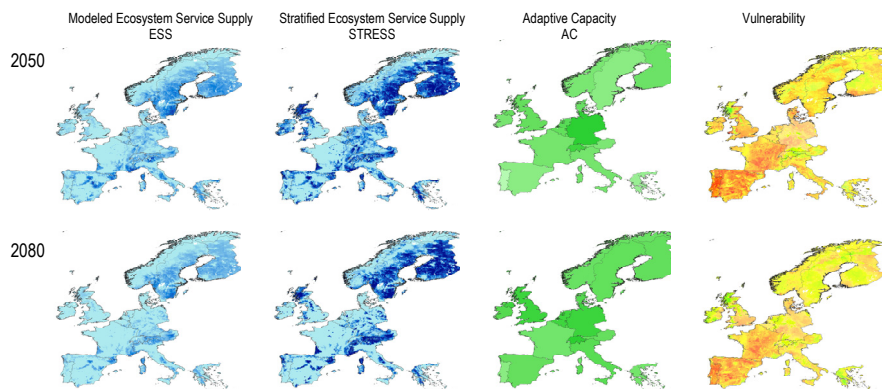 Modeled Ecosystem Service Supply
ESS
Stratified Ecosystem Service Supply
STRESS
Adaptive Capacity
AC
Vulnerability
2050
2080